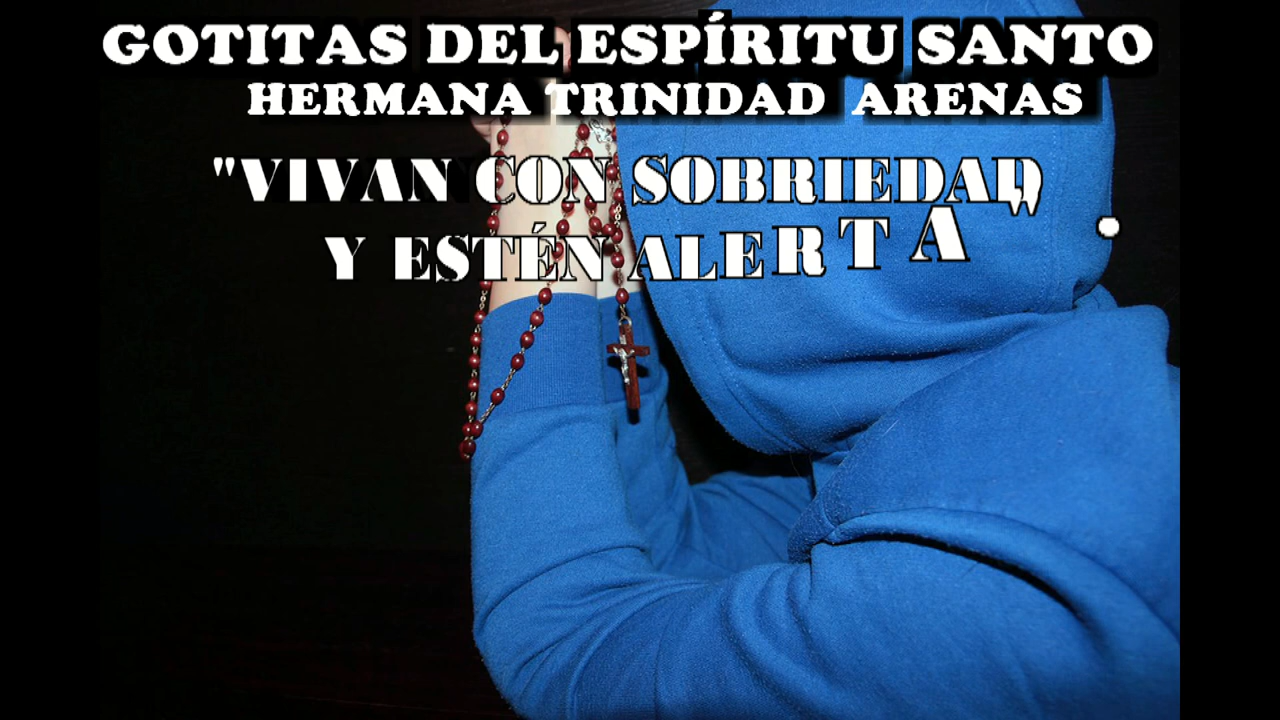 GOTITAS DEL ESPÍRITU SANTO
HERMANA TRINIDAD ARENAS
"VIVAN CON SOBRIEDAD
Y ESTÉN ALERTA" .